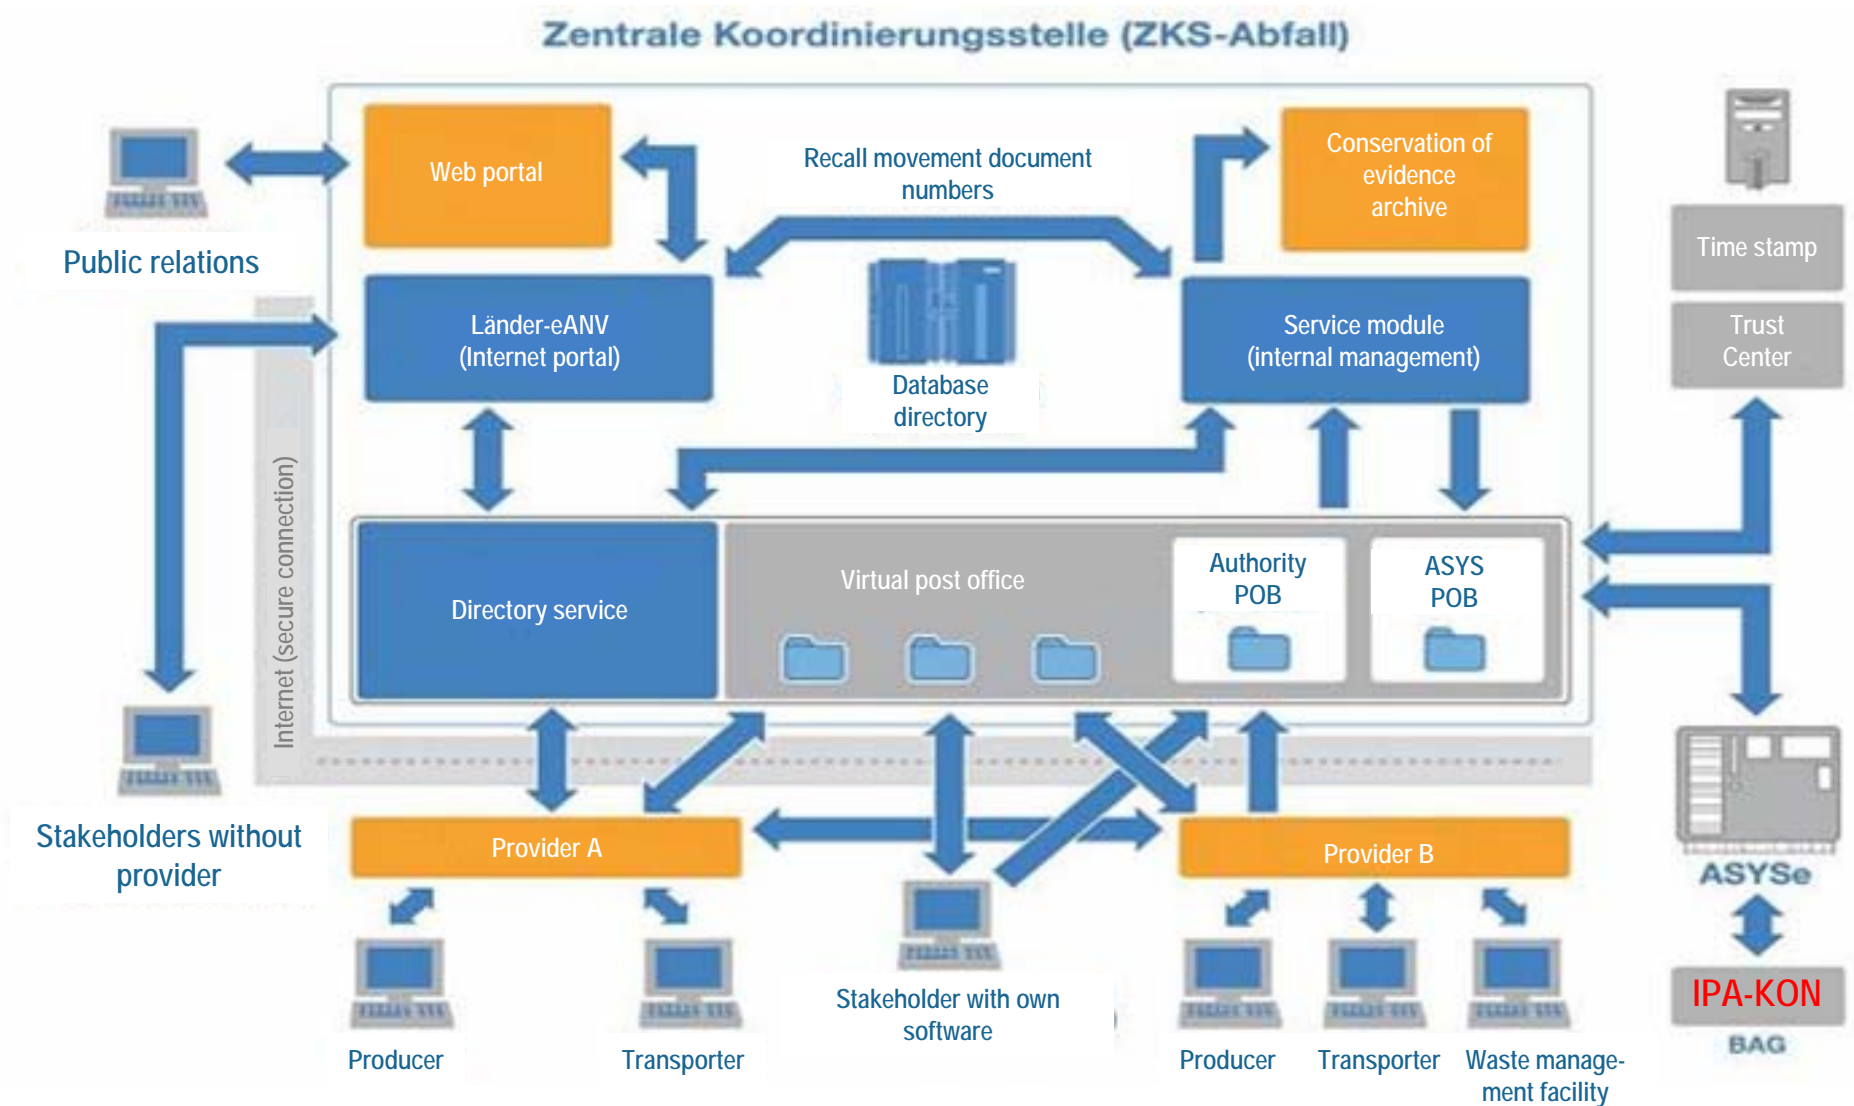 Zentrale Koordinierungsstelle (ZKS-Abfall)
Web portal
Recall movement document
numbers
Conservation of
evidence
archive
Public relations
Time stamp
Länder-eANV
(Internet portal)
Service module
(internal management)
Trust
Center
Database
directory
Internet (secure connection)
Directory service
Virtual post office
Authority
POB
ASYS
POB
Stakeholders without
provider
Provider A
Provider B
ASYSe
Stakeholder with own
software
IPA-KON
BAG
Producer
Transporter
Producer
Transporter
Waste manage-
ment facility